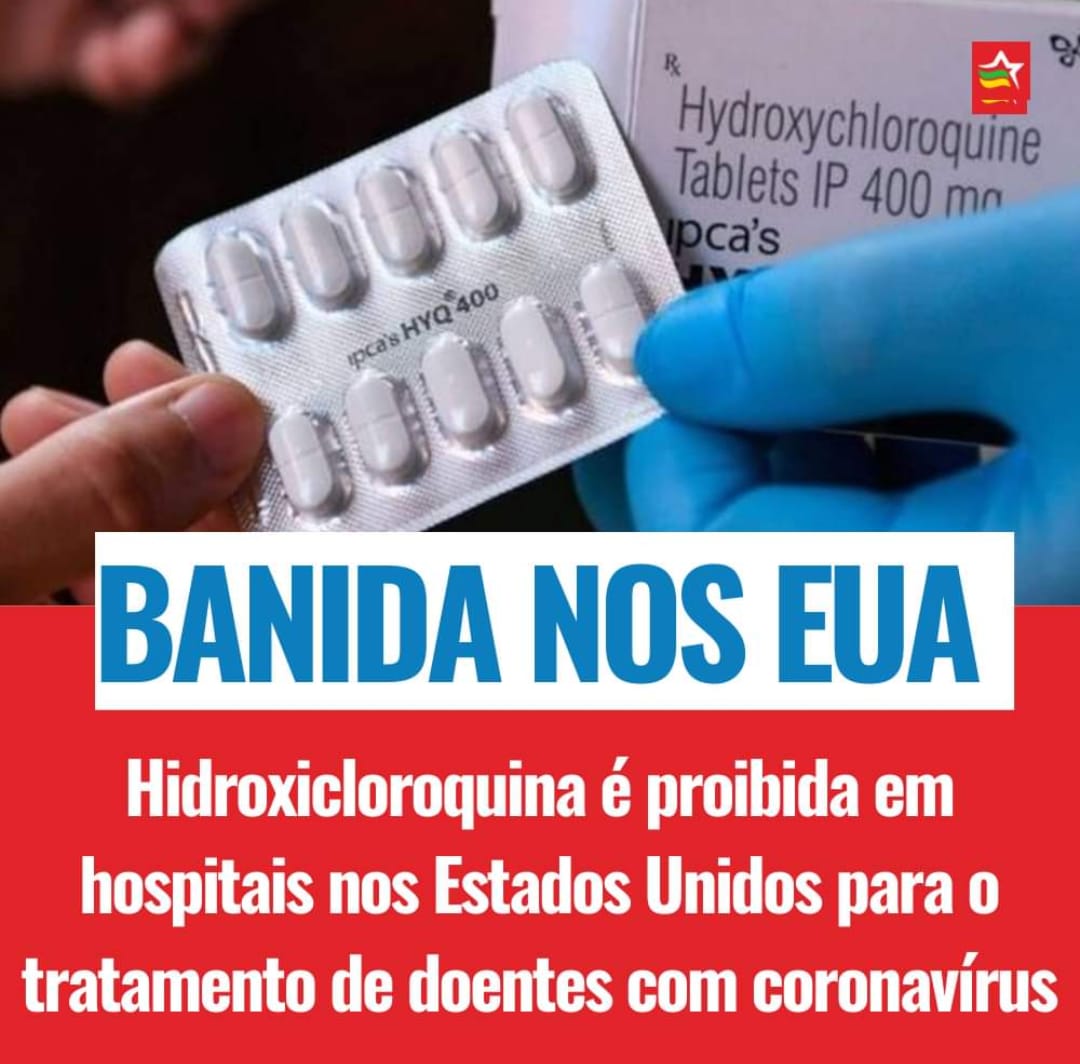 Rx
Hydroxychloroquine
Tablets IP 400 mg
ipca's
ipca's HYQ® 400
BANIDA NOS EUA
Hidroxicloroquina é proibida em
hospitais nos Estados Unidos para o
tratamento de doentes com coronavírus